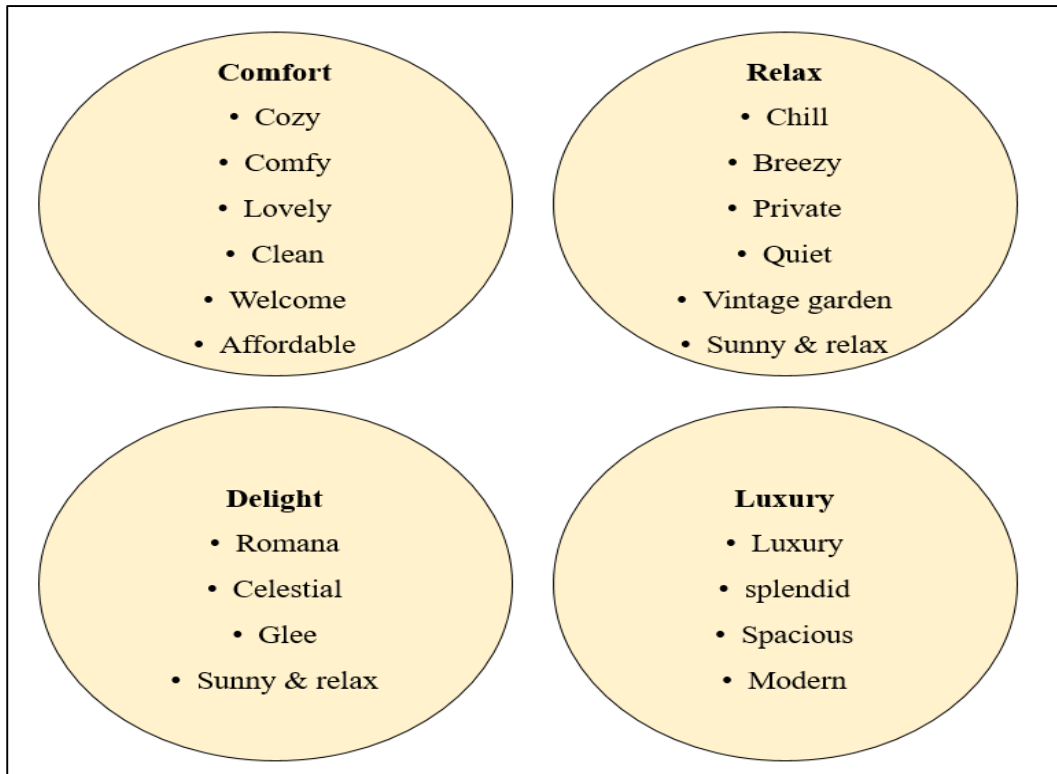 Comfort
• Cozy
• Comfy
• Lovely
• Clean
• Welcome
• Affordable
Relax
• Chill
• Breezy
• Private
• Quiet
• Vintage garden
• Sunny & relax
Delight
• Romana
• Celestial
• Glee
• Sunny & relax
Luxury
• Luxury
• splendid
• Spacious
• Modern